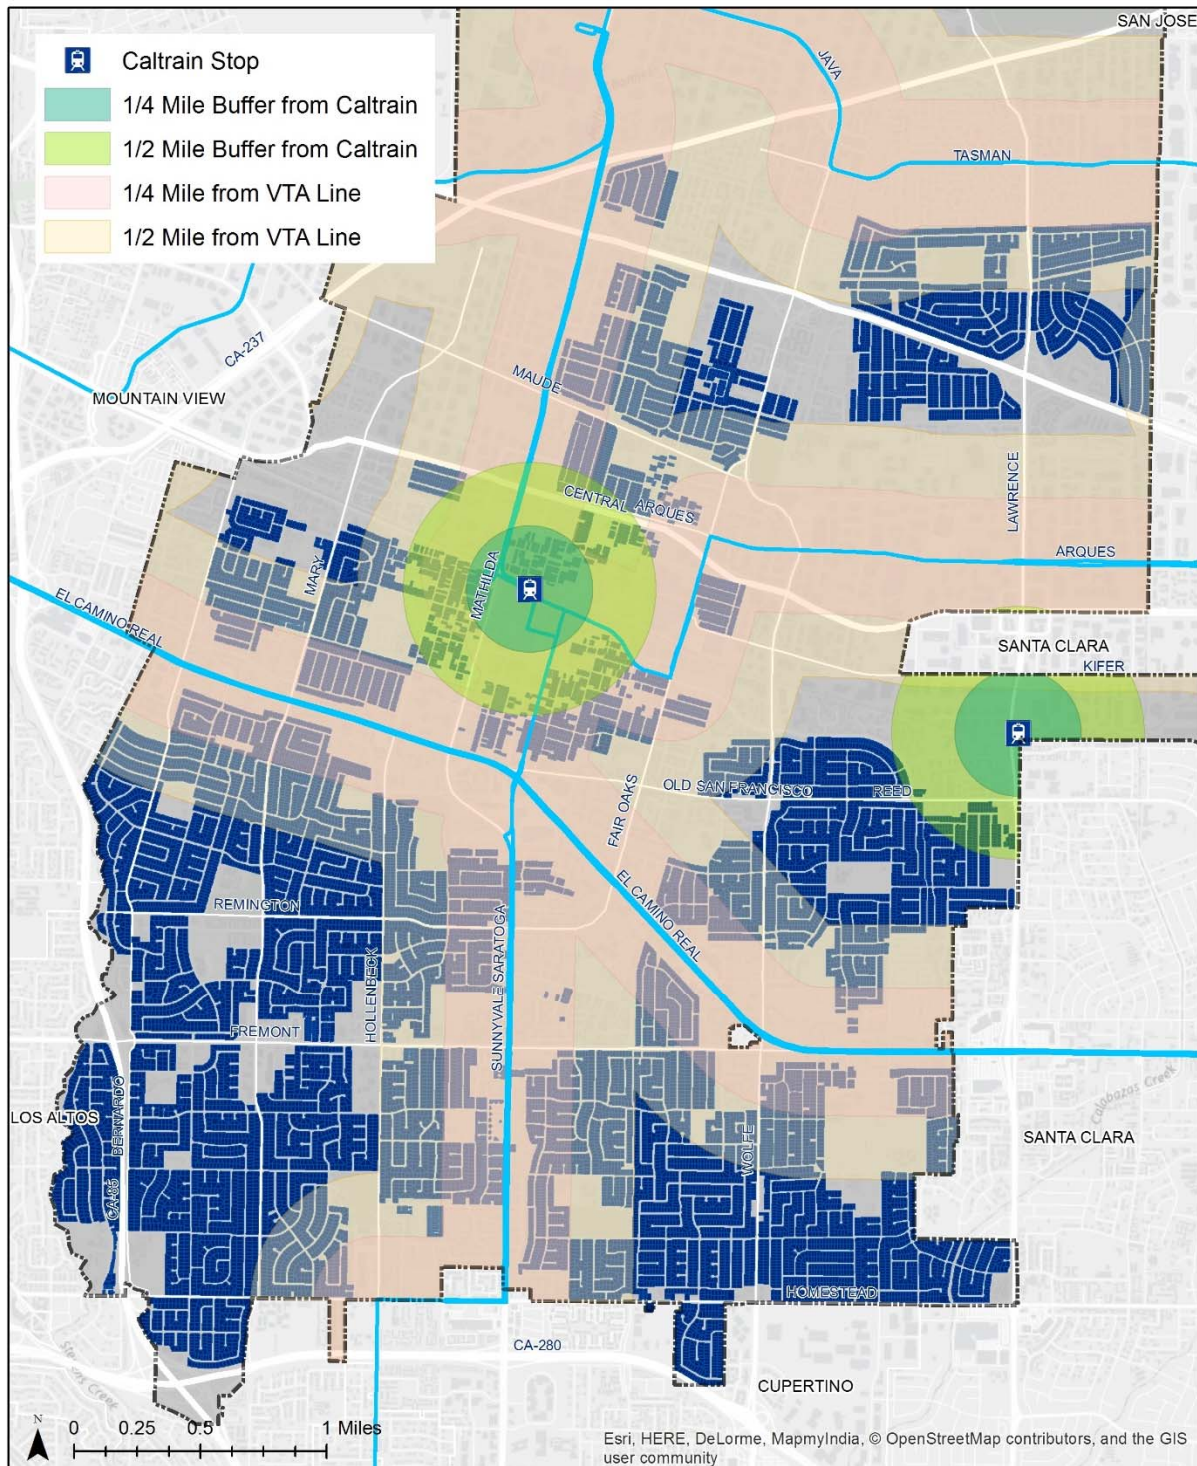 SAN JOSE
Caltrain Stop
1/4 Mile Buffer from Caltrain
1/2 Mile Buffer from Caltrain
1/4 Mile from VTA Line
1/2 Mile from VTA Line
JAVA
TASMAN
CA-237
MOUNTAIN VIEW
MAUDE
LAWRENCE
CENTRAL ARQUES
ARQUES
MARY
MATHILDA
EL CAMINO REAL
SANTA CLARA
KIFER
OLD SAN FRANCISCO
REED
FAIR OAKS
EL CAMINO REAL
REMINGTON
HOLLENBECK
SUNNYVALE SARATOGA
FREMONT
BERNARDO
LOS ALTOS
CA-85
WOLFE
Calabazas Creek
SANTA CLARA
HOMESTEAD
CA-280
CUPERTINO
N
0 0.25 0.5 1 Miles
Esri, HERE, DeLorme, MapmyIndia, © OpenStreetMap contributors, and the GIS
user community